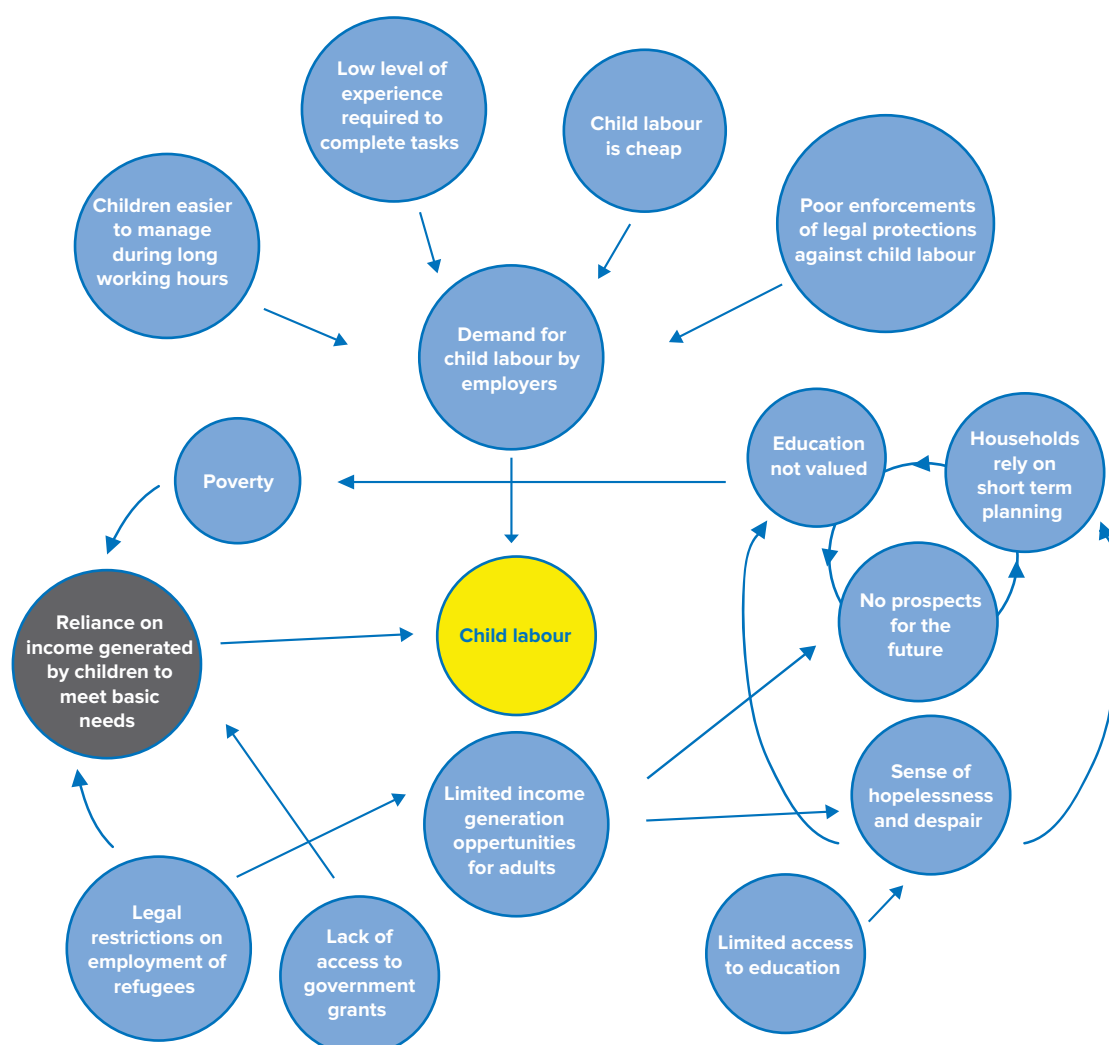 Low level of
experience
required to
complete tasks
Child labour
is cheap
Children easier
to manage
during long
working hours
Poor enforcements
of legal protections
against child labour
Demand for
child labour by
employers
Poverty
Education
not valued
Households
rely on
short term
planning
Reliance on
income generated
by children to
meet basic
needs
Child labour
No prospects
for the
future
Limited income
generation
oppertunities
for adults
Sense of
hopelessness
and despair
Legal
restrictions on
employment of
refugees
Lack of
access to
government
grants
Limited access
to education